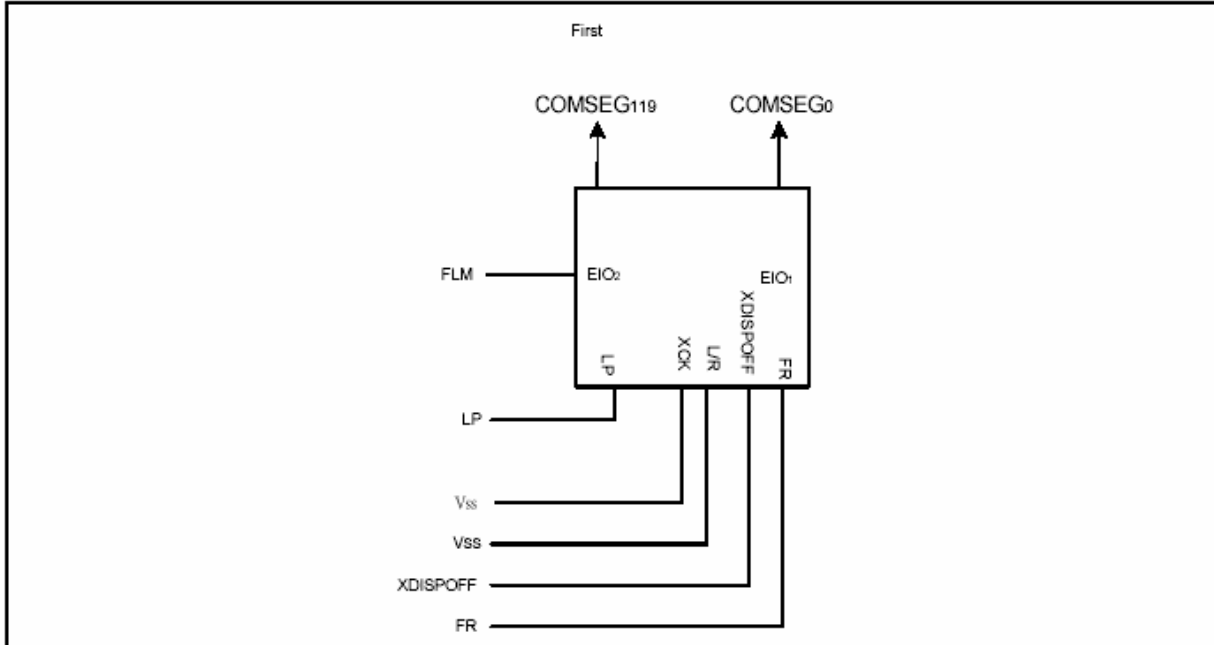 First
COMSEG119 COMSEG0
FLM EIO2 EIO1
LP XCK L/R XDISPOFF FR
LP
Vss
VSS
XDISPOFF
FR